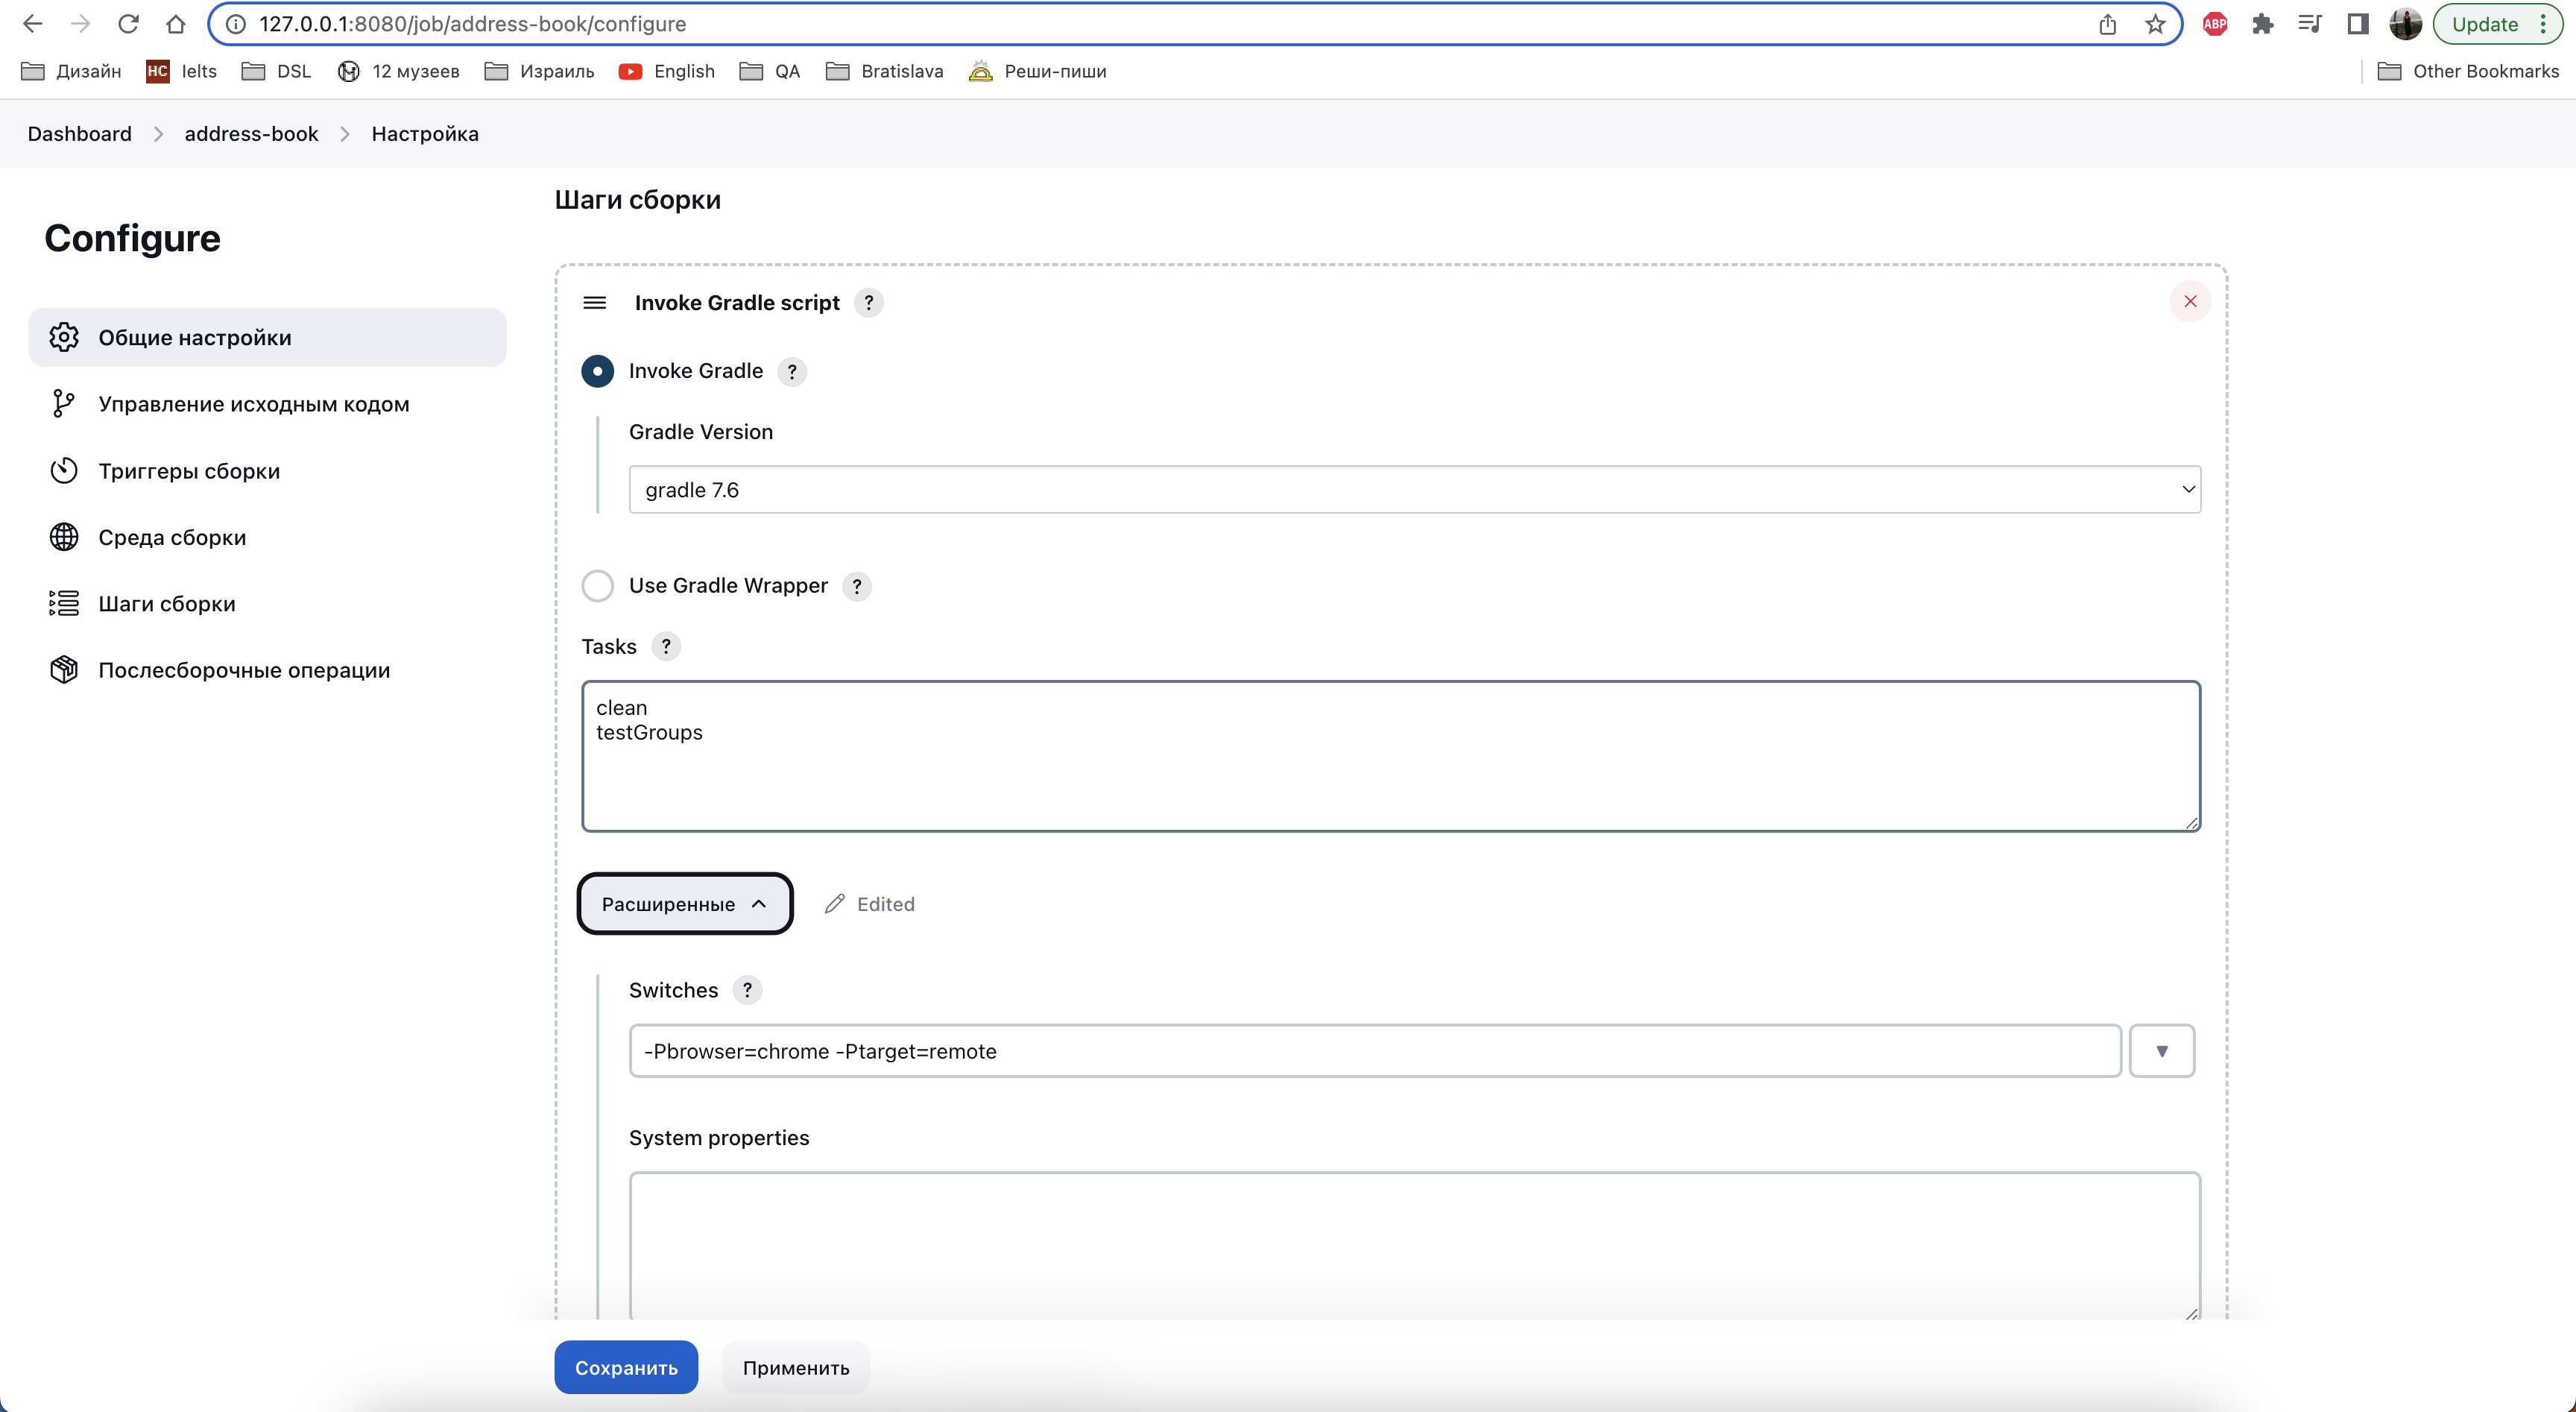 127.0.0.1:8080/job/address-book/configure
ABP
Update
Дизайн
HC Ielts
DSL
12 музеев
Израиль
English
QA
Bratislava
Реши-пиши
Other Bookmarks
Dashboard
address-book
Настройка
Configure
Общие настройки
Управление исходным кодом
Триггеры сборки
Среда сборки
Шаги сборки
Послесборочные операции
Шаги сборки
Invoke Gradle script ?
Invoke Gradle ?
Gradle Version
gradle 7.6
Use Gradle Wrapper ?
Tasks ?
clean
testGroups
Расширенные
Edited
Switches ?
-Pbrowser=chrome -Ptarget=remote
System properties
Сохранить
Применить